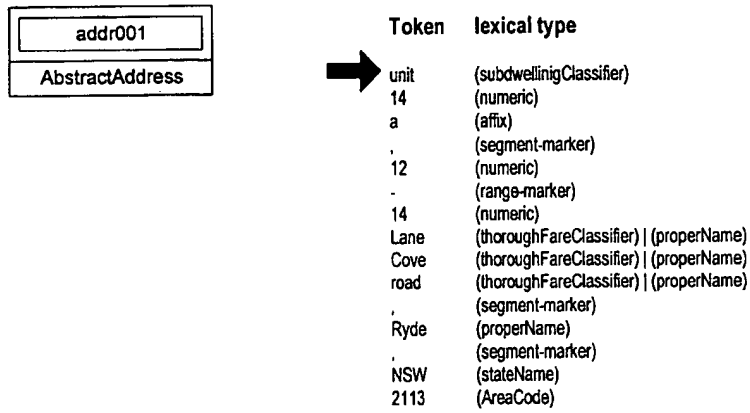 addr001
AbstractAddress
Token lexical type
unit (subdwellinigClassifier)
14 (numeric)
a (affix)
, (segment-marker)
12 (numeric)
- (range-marker)
14 (numeric)
Lane (thoroughFareClassifier) | (properName)
Cove (thoroughFareClassifier) | (properName)
road (thoroughFareClassifier) | (properName)
, (segment-marker)
Ryde (properName)
, (segment-marker)
NSW (stateName)
2113 (AreaCode)